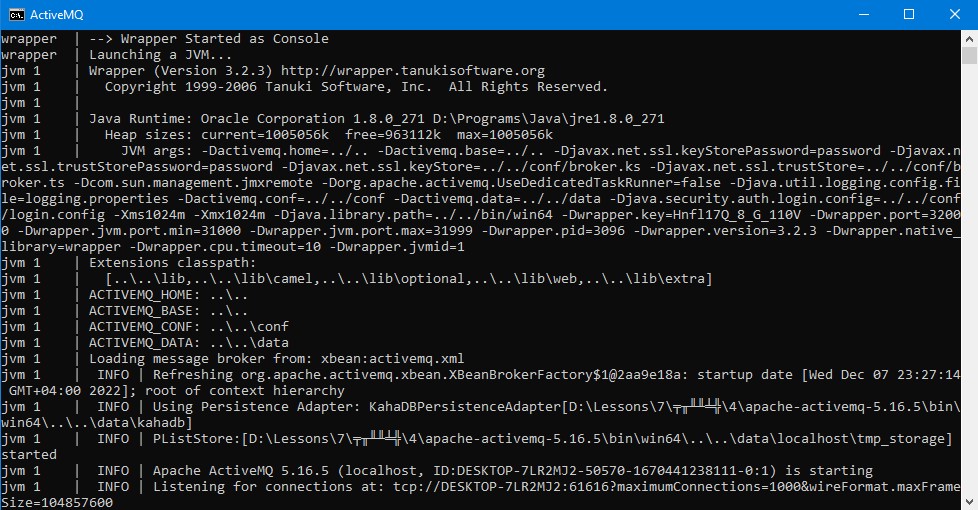 ActiveMQ
wrapper  | --> Wrapper Started as Console
wrapper  | Launching a JVM...
jvm 1    | Wrapper (Version 3.2.3) http://wrapper.tanukisoftware.org
jvm 1    |   Copyright 1999-2006 Tanuki Software, Inc.  All Rights Reserved.
jvm 1    |
jvm 1    | Java Runtime: Oracle Corporation 1.8.0_271 D:\Programs\Java\jre1.8.0_271
jvm 1    |   Heap sizes: current=1005056k  free=963112k  max=1005056k
jvm 1    |     JVM args: -Dactivemq.home=../.. -Dactivemq.base=../.. -Djavax.net.ssl.keyStorePassword=password -Djavax.n
et.ssl.trustStorePassword=password -Djavax.net.ssl.keyStore=../../conf/broker.ks -Djavax.net.ssl.trustStore=../../conf/b
roker.ts -Dcom.sun.management.jmxremote -Dorg.apache.activemq.UseDedicatedTaskRunner=false -Djava.util.logging.config.fi
le=logging.properties -Dactivemq.conf=../../conf -Dactivemq.data=../../data -Djava.security.auth.login.config=../../conf
/login.config -Xms1024m -Xmx1024m -Djava.library.path=../../bin/win64 -Dwrapper.key=Hnfl17Q_8_G_110V -Dwrapper.port=3200
0 -Dwrapper.jvm.port.min=31000 -Dwrapper.jvm.port.max=31999 -Dwrapper.pid=3096 -Dwrapper.version=3.2.3 -Dwrapper.native_
library=wrapper -Dwrapper.cpu.timeout=10 -Dwrapper.jvmid=1
jvm 1    | Extensions classpath:
jvm 1    |   [..\..\lib,..\..\lib\camel,..\..\lib\optional,..\..\lib\web,..\..\lib\extra]
jvm 1    | ACTIVEMQ_HOME: ..\..
jvm 1    | ACTIVEMQ_BASE: ..\..
jvm 1    | ACTIVEMQ_CONF: ..\..\conf
jvm 1    | ACTIVEMQ_DATA: ..\..\data
jvm 1    | Loading message broker from: xbean:activemq.xml
jvm 1    |  INFO | Refreshing org.apache.activemq.xbean.XBeanBrokerFactory$1@2aa9e18a: startup date [Wed Dec 07 23:27:14
 GMT+04:00 2022]; root of context hierarchy
jvm 1    |  INFO | Using Persistence Adapter: KahaDBPersistenceAdapter[D:\Lessons\7\╤╥╨╨╧╬\4\apache-activemq-5.16.5\bin\
win64\..\..\data\kahadb]
jvm 1    |  INFO | PListStore:[D:\Lessons\7\╤╥╨╨╧╬\4\apache-activemq-5.16.5\bin\win64\..\..\data\localhost\tmp_storage]
started
jvm 1    |  INFO | Apache ActiveMQ 5.16.5 (localhost, ID:DESKTOP-7LR2MJ2-50570-1670441238111-0:1) is starting
jvm 1    |  INFO | Listening for connections at: tcp://DESKTOP-7LR2MJ2:61616?maximumConnections=1000&wireFormat.maxFrame
Size=104857600